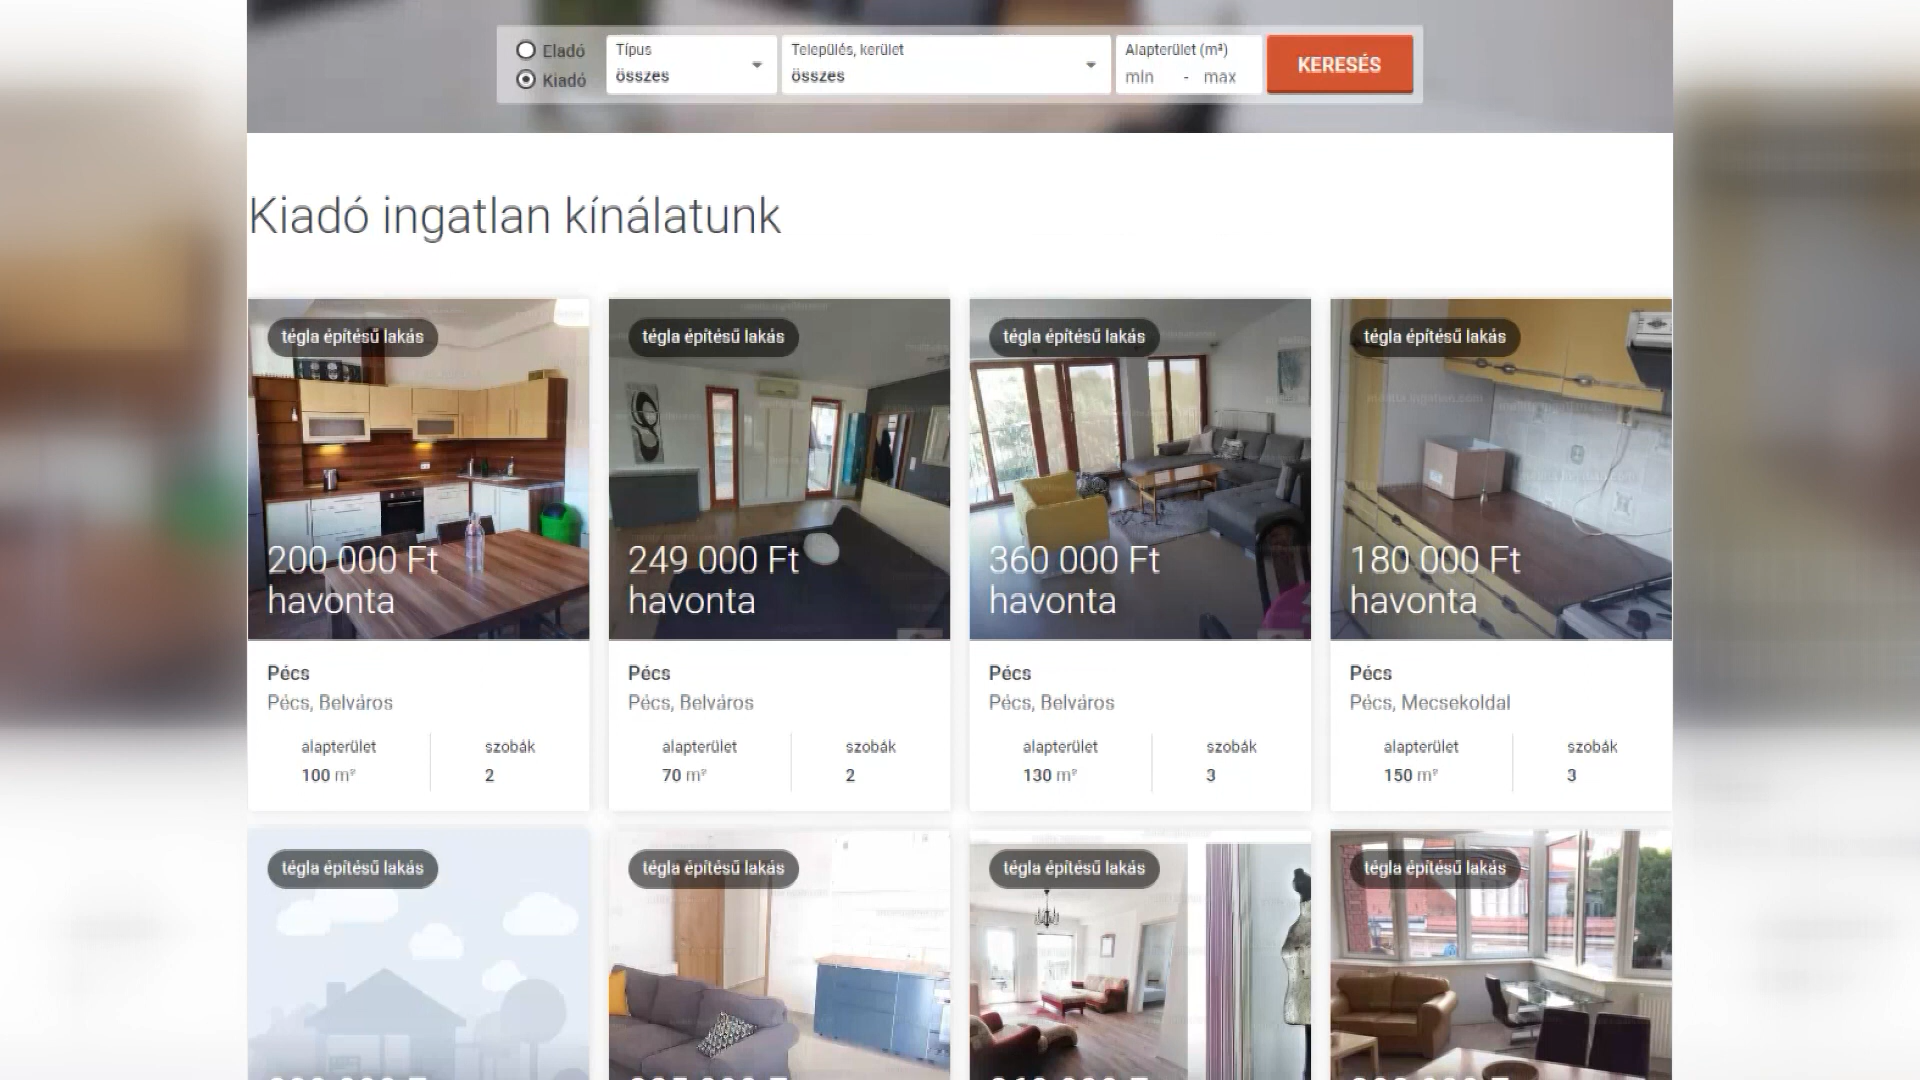 Eladó
Kiadó
Típus
összes
Település, kerület
összes
Alapterület (m²)
min - max
KERESÉS
Kiadó ingatlan kínálatunk
tégla építésű lakás
200 000 Ft
havonta
Pécs
Pécs, Belváros
alapterület szobák
100 m² 2
tégla építésű lakás
249 000 Ft
havonta
Pécs
Pécs, Belváros
alapterület szobák
70 m² 2
tégla építésű lakás
360 000 Ft
havonta
Pécs
Pécs, Belváros
alapterület szobák
130 m² 3
tégla építésű lakás
180 000 Ft
havonta
Pécs
Pécs, Mecsekoldal
alapterület szobák
150 m² 3
tégla építésű lakás
tégla építésű lakás
tégla építésű lakás
tégla építésű lakás